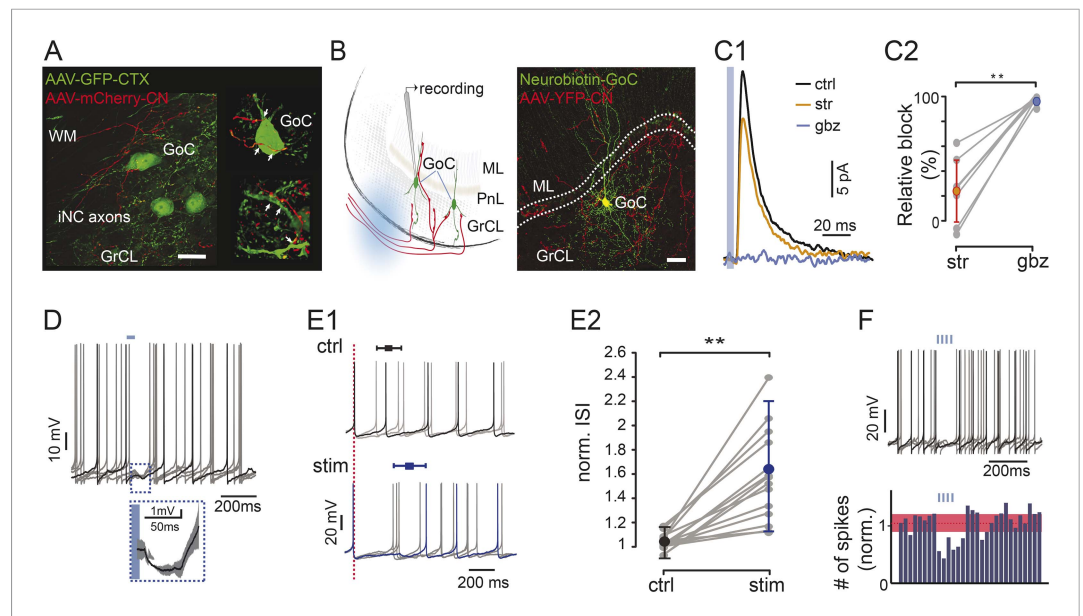 A
AAV-GFP-CTX
AAV-mCherry-CN
WM
GoC
iNC axons
GrCL
GoC
B
recording
GoC
ML
PnL
GrCL
Neurobiotin-GoC
AAV-YFP-CN
ML
GoC
GrCL
C1
ctrl
str
gbz
5 pA
20 ms
C2
**
Relative block
(%)
100
0
str
gbz
D
10 mV
200ms
1mV
50ms
E1
ctrl
stim
20 mV
200 ms
E2
**
norm. ISI
2.6
2.4
2.2
2.0
1.8
1.6
1.4
1.2
1
ctrl
stim
F
20 mV
200ms
# of spikes
(norm.)
1
0